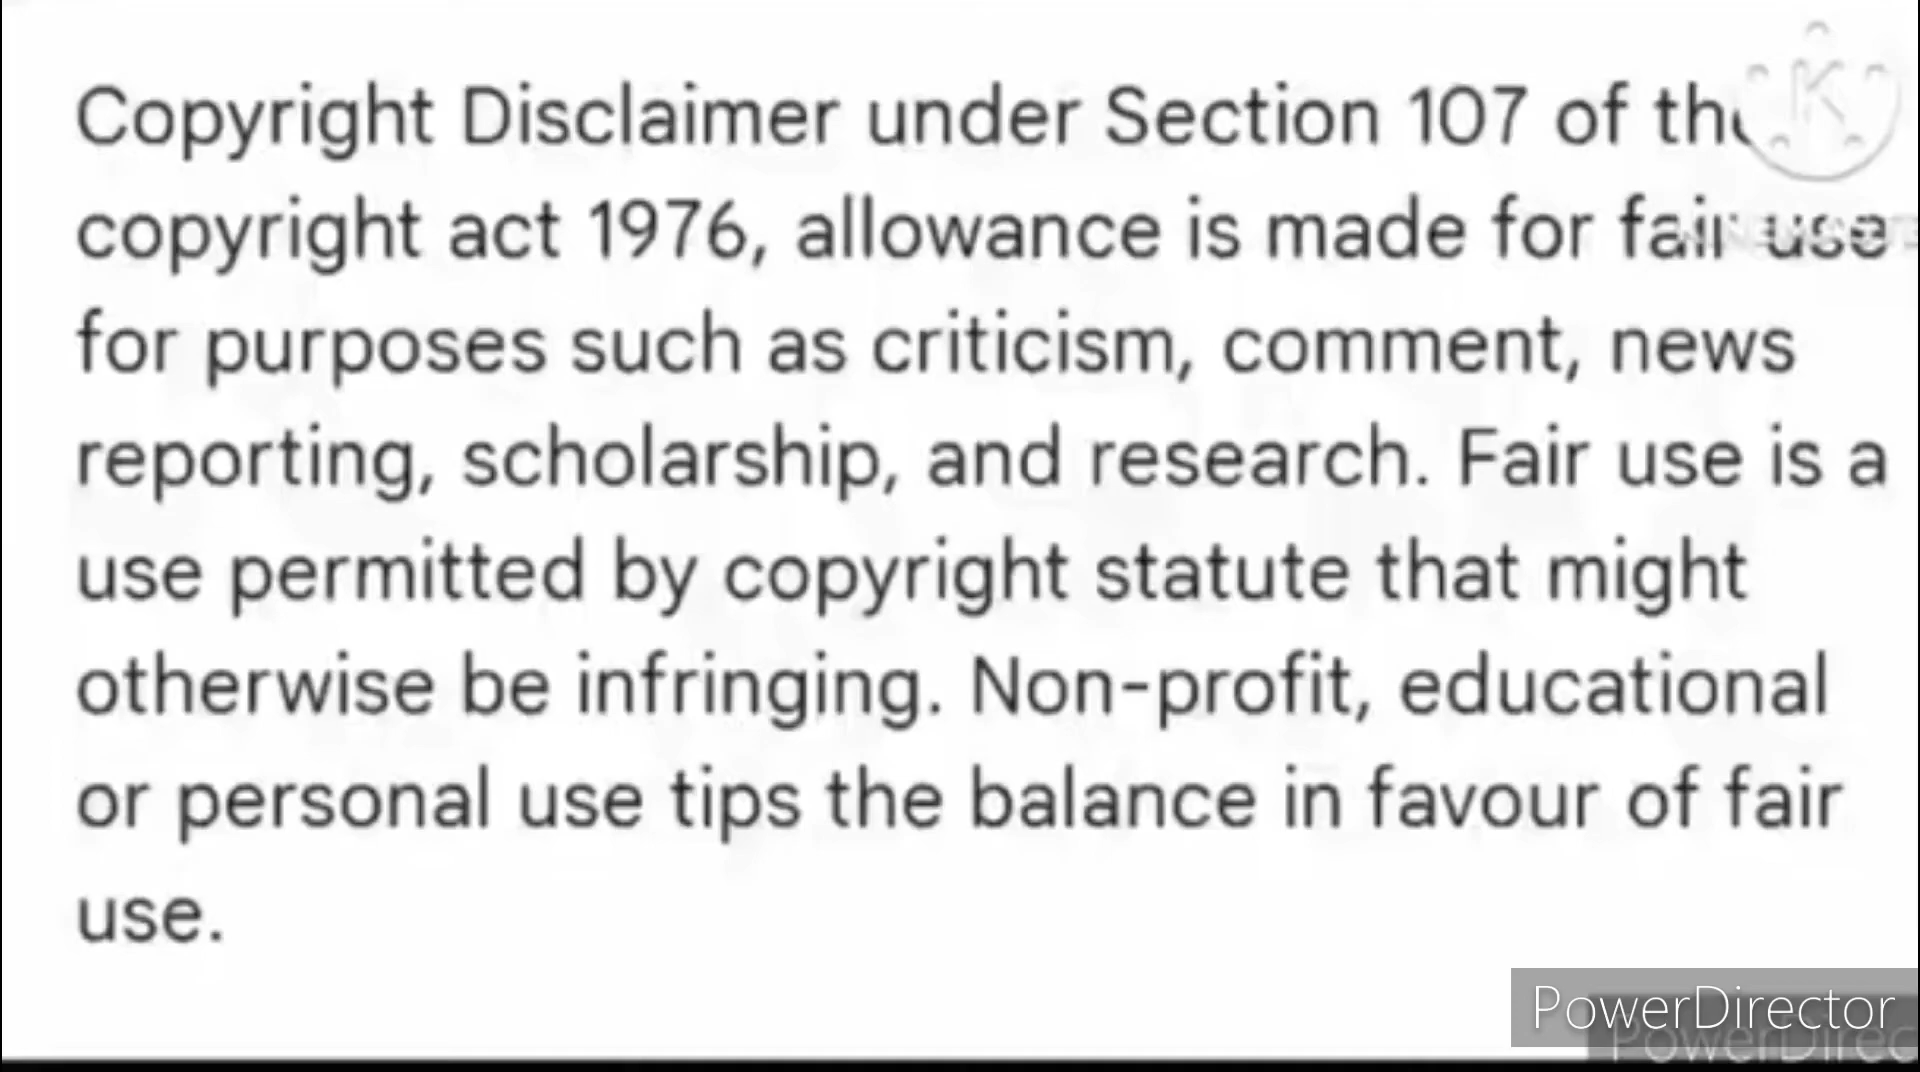 Copyright Disclaimer under Section 107 of the
copyright act 1976, allowance is made for fair use
for purposes such as criticism, comment, news
reporting, scholarship, and research. Fair use is a
use permitted by copyright statute that might
otherwise be infringing. Non-profit, educational
or personal use tips the balance in favour of fair
use.
PowerDirector